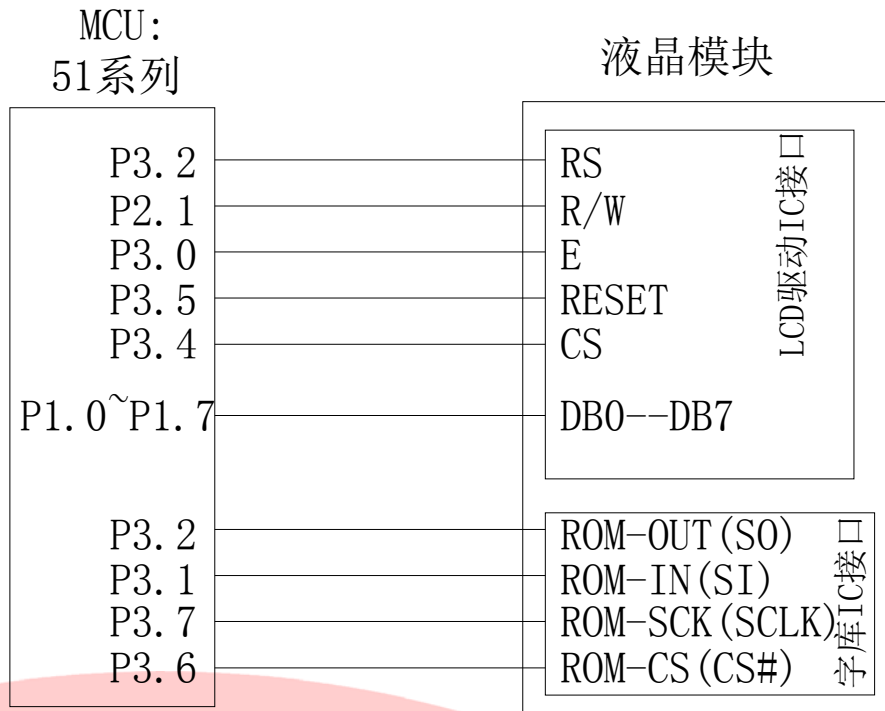 MCU:
51系列
液晶模块
P3.2 RS
P2.1 R/W
P3.0 E
P3.5 RESET
P3.4 CS
P1.0~P1.7 DB0--DB7
LCD驱动IC接口
P3.2 ROM-OUT(SO)
P3.1 ROM-IN(SI)
P3.7 ROM-SCK(SCLK)
P3.6 ROM-CS(CS#)
字库IC接口